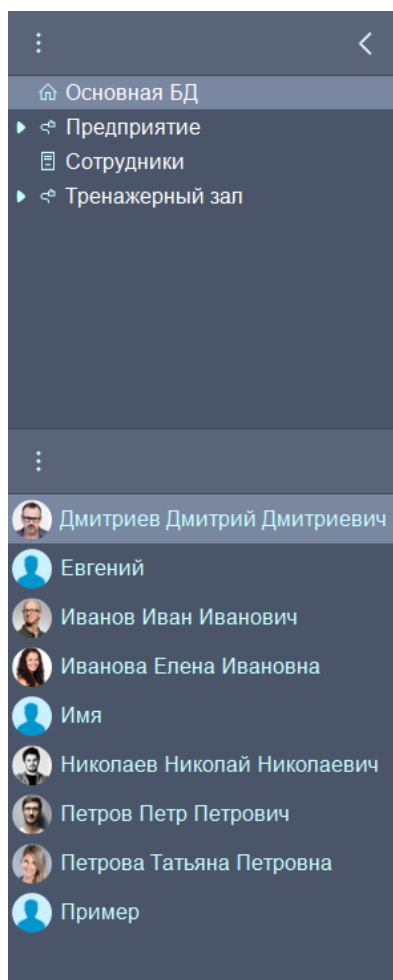 Основная БД
Предприятие
Сотрудники
Тренажерный зал
Дмитриев Дмитрий Дмитриевич
Евгений
Иванов Иван Иванович
Иванова Елена Ивановна
Имя
Николаев Николай Николаевич
Петров Петр Петрович
Петрова Татьяна Петровна
Пример